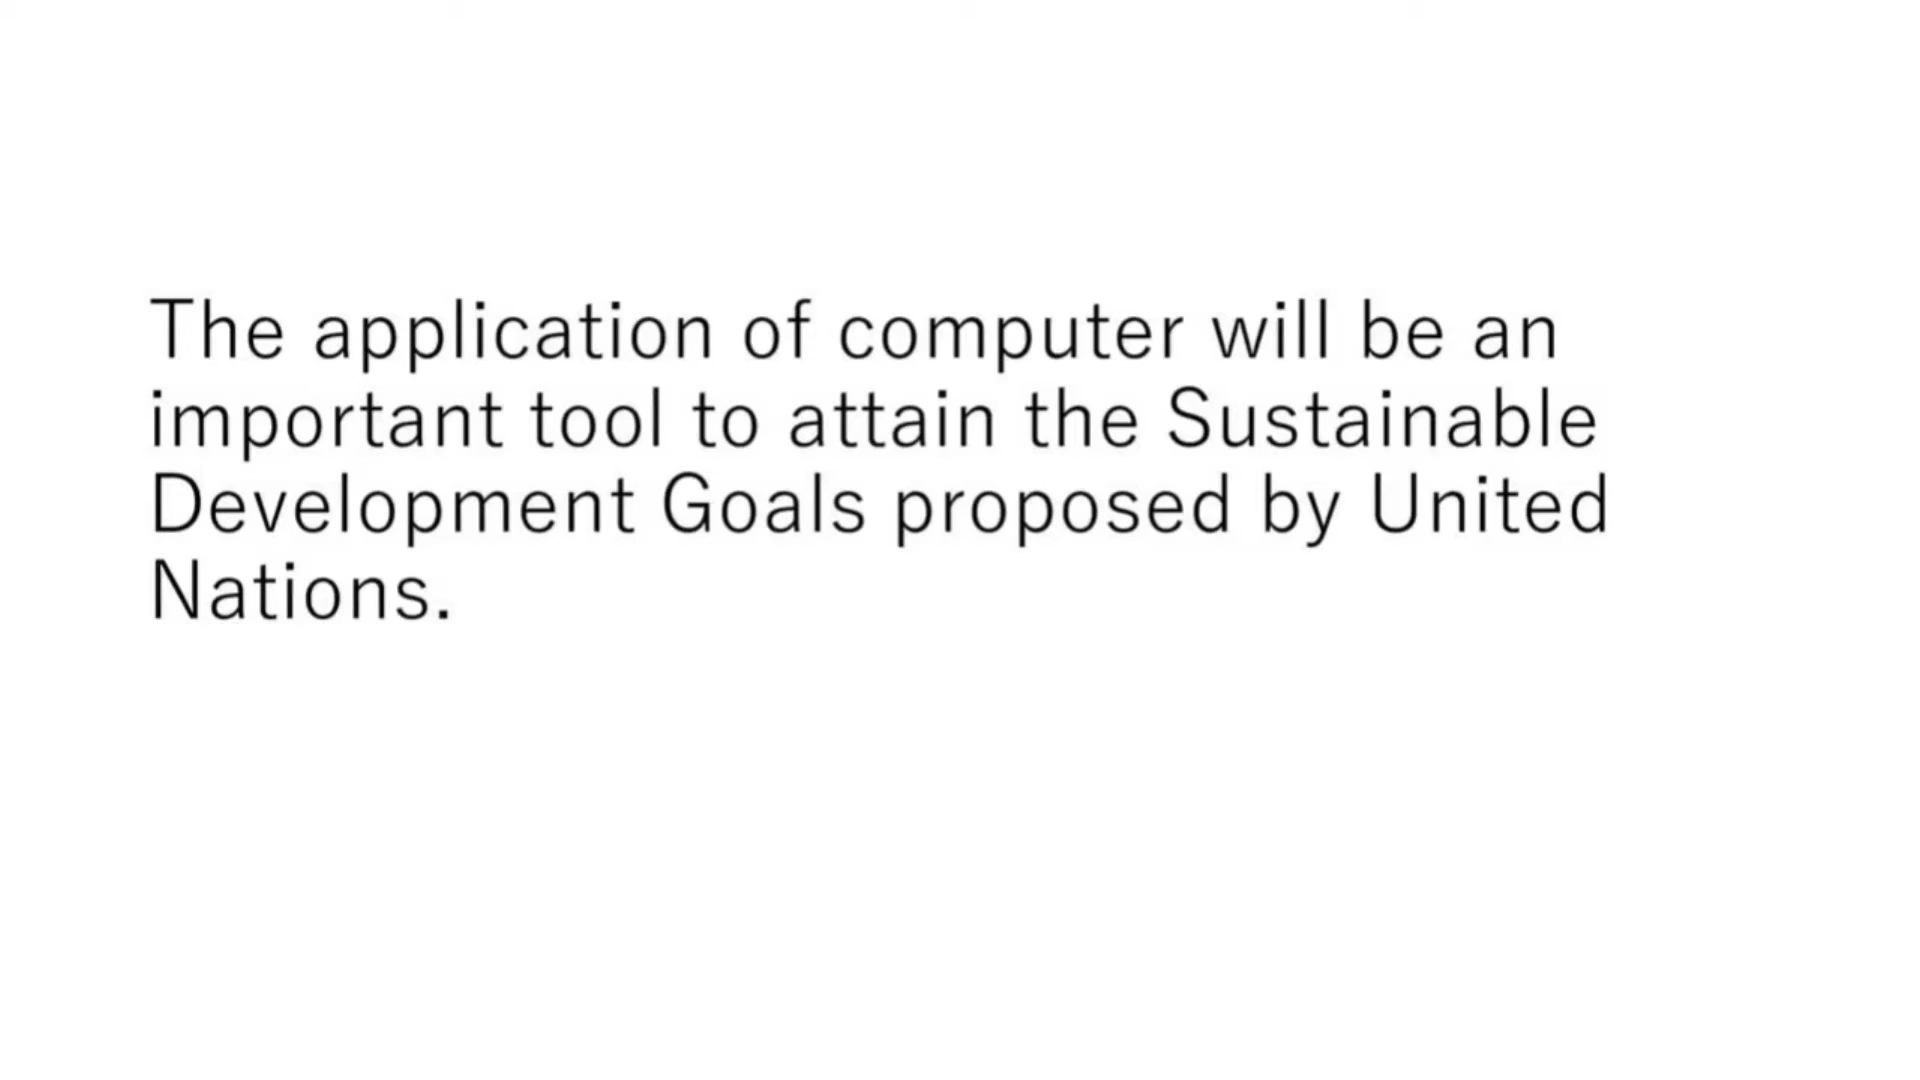 The application of computer will be an
important tool to attain the Sustainable
Development Goals proposed by United
Nations.